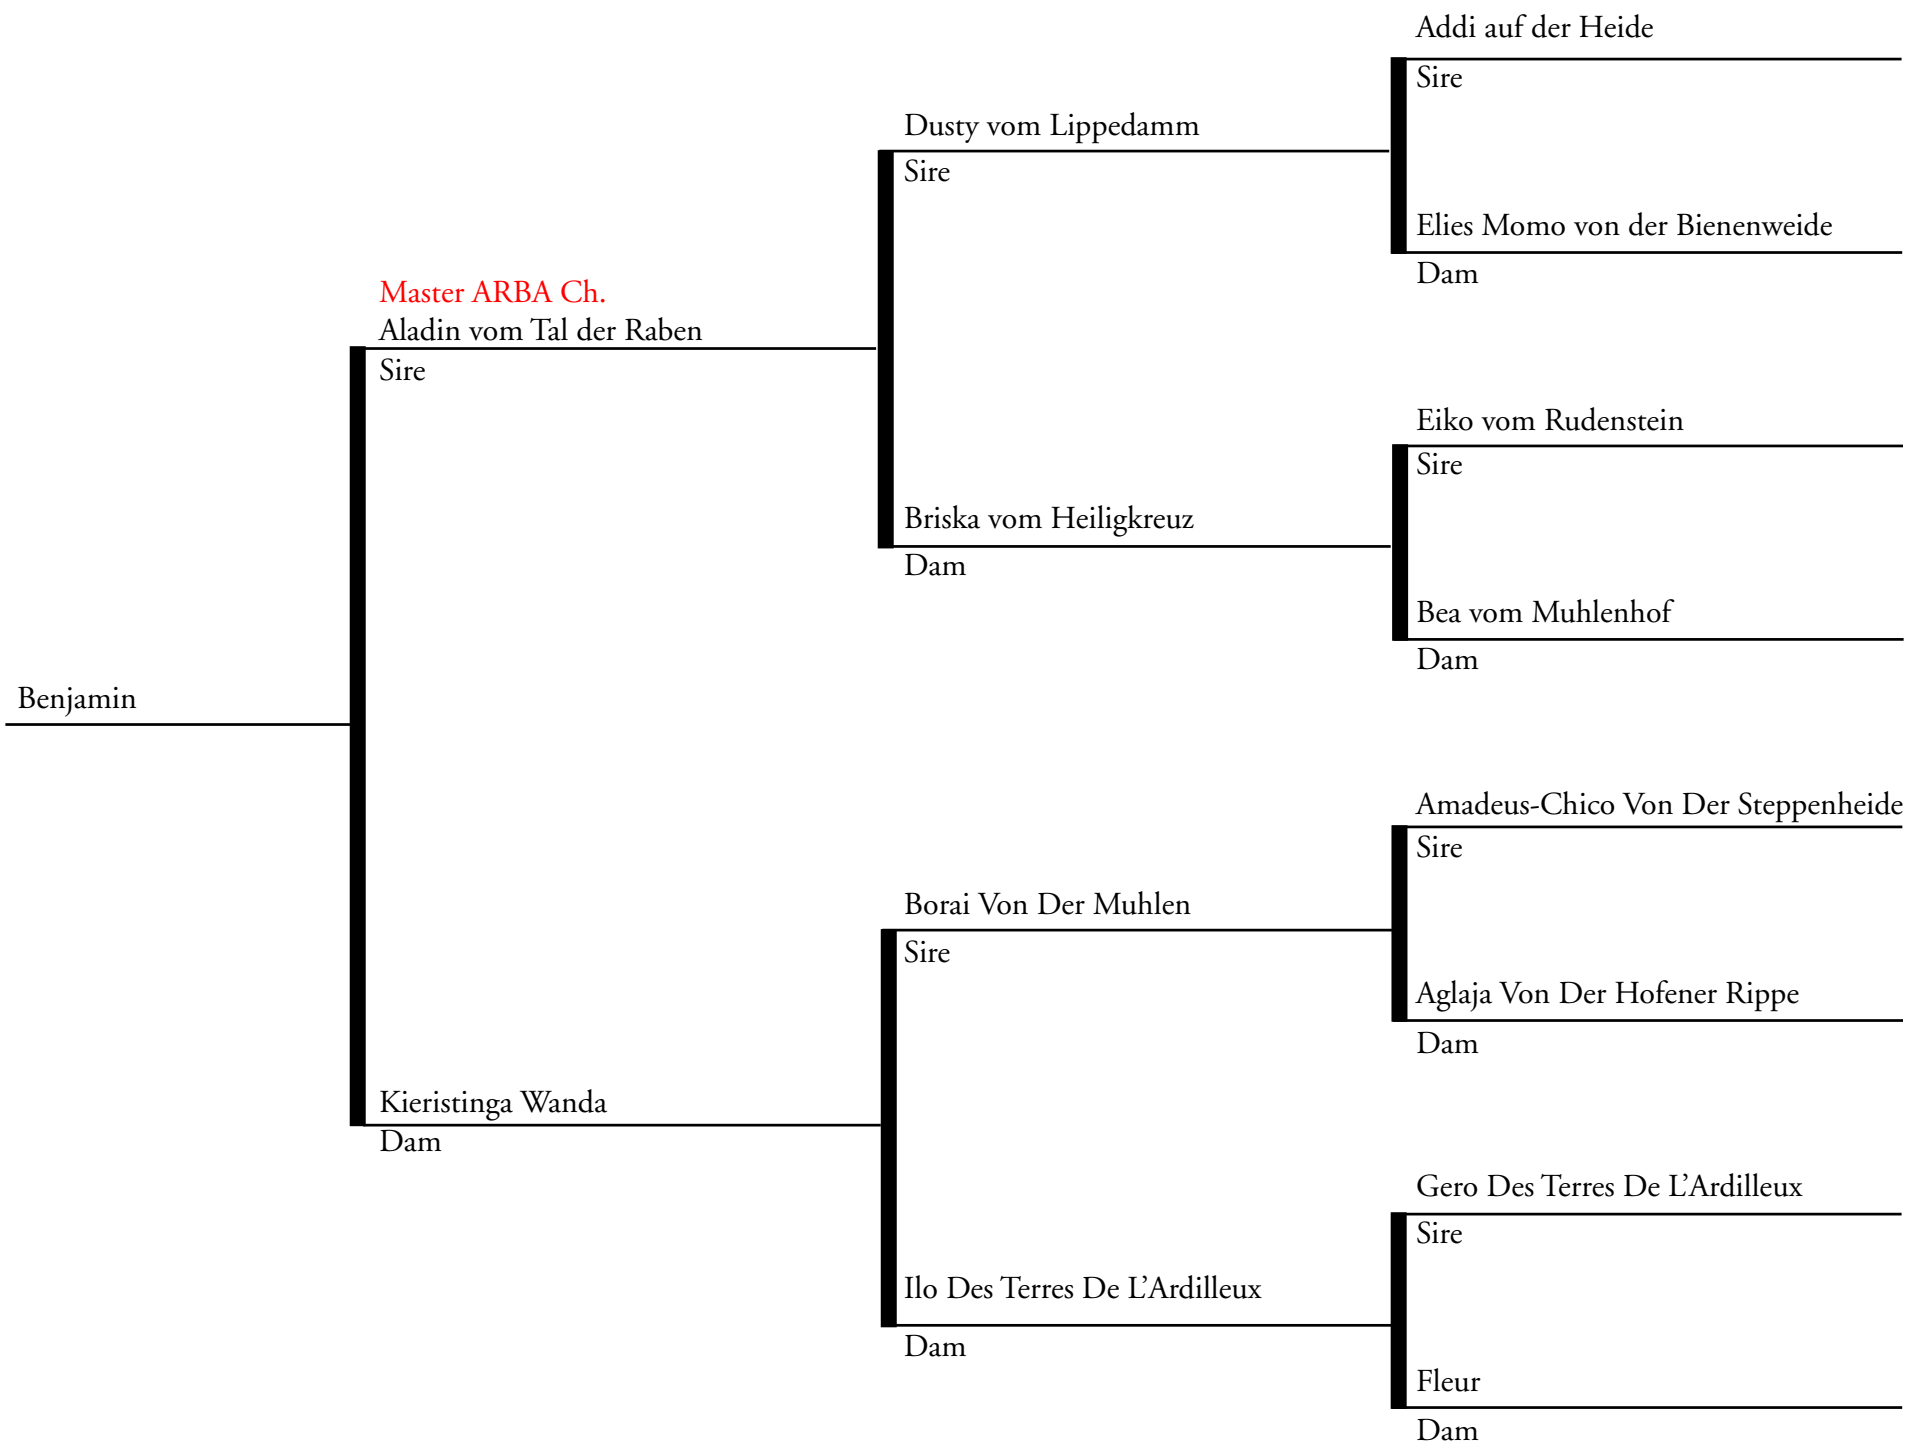 Addi auf der Heide
Sire
Dusty vom Lippedamm
Sire
Elies Momo von der Bienenweide
Dam
Master ARBA Ch.
Aladin vom Tal der Raben
Sire
Eiko vom Rudenstein
Sire
Briska vom Heiligkreuz
Dam
Bea vom Muhlenhof
Dam
Benjamin
Amadeus-Chico Von Der Steppenheide
Sire
Borai Von Der Muhlen
Sire
Aglaja Von Der Hofener Rippe
Dam
Kieristinga Wanda
Dam
Gero Des Terres De L’Ardilleux
Sire
Ilo Des Terres De L’Ardilleux
Dam
Fleur
Dam